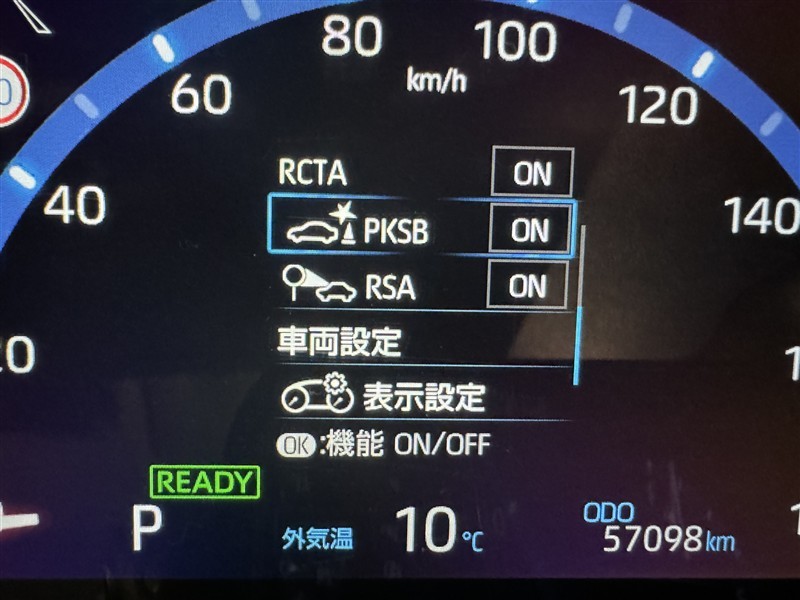 80
100
km/h
60
120
RCTA ON
40
PKSB ON
140
RSA ON
車両設定
表示設定
OK:機能 ON/OFF
READY
P
外気温 10℃
ODO
57098km